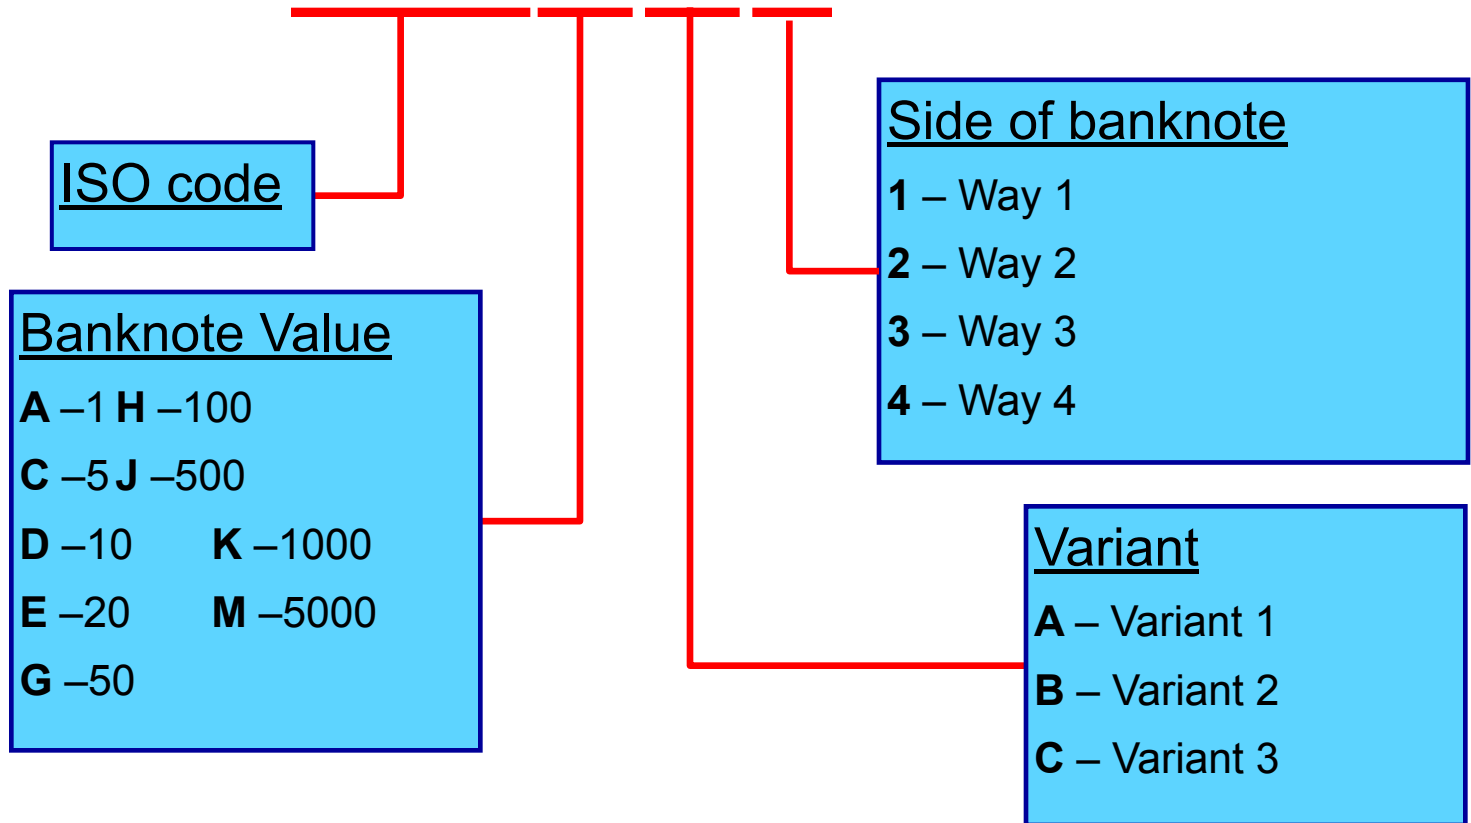 ISO code
Banknote Value
A –1 H –100
C –5 J –500
D –10 K –1000
E –20 M –5000
G –50
Side of banknote
1 – Way 1
2 – Way 2
3 – Way 3
4 – Way 4
Variant
A – Variant 1
B – Variant 2
C – Variant 3